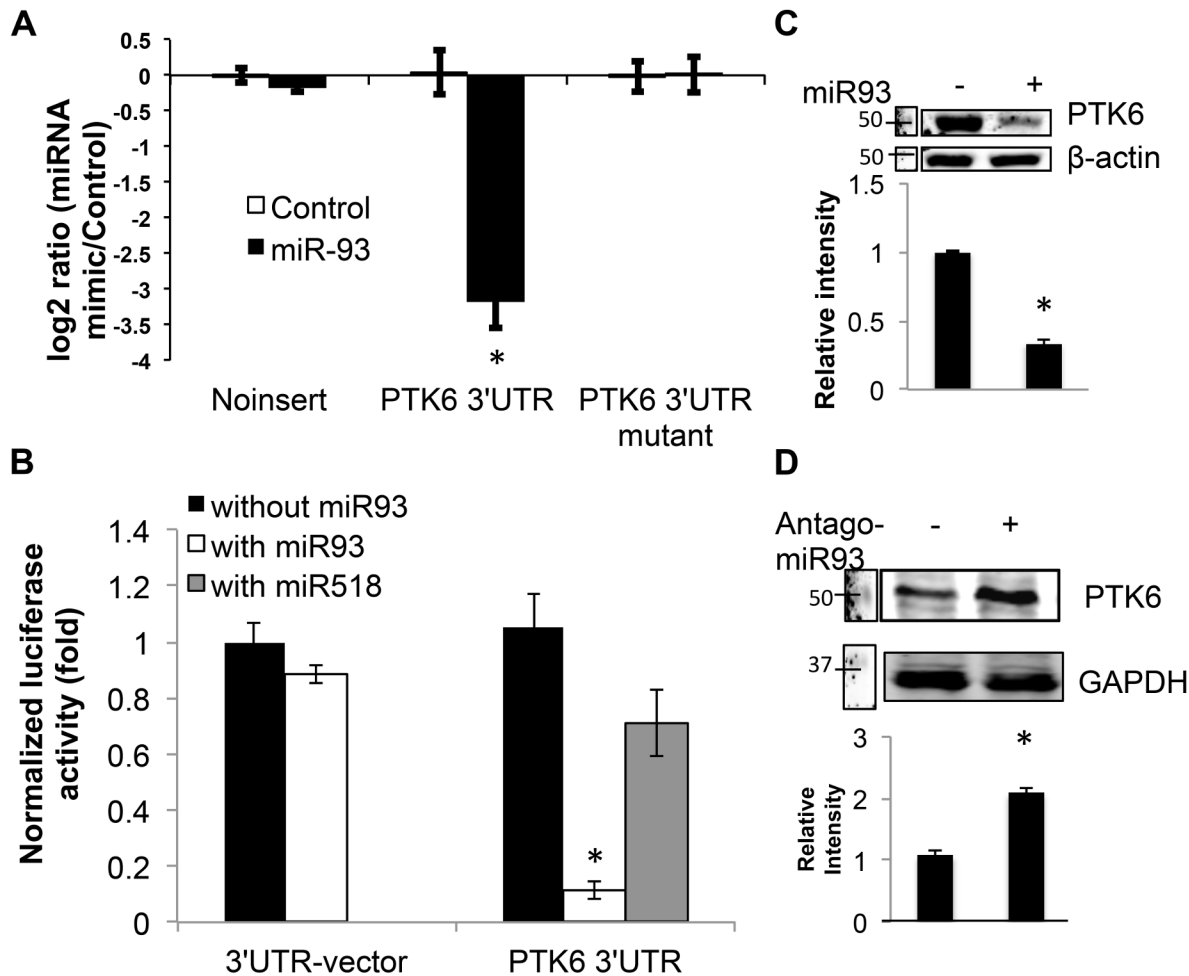 A
0.5
0
-0.5
-1
-1.5
-2
-2.5
-3
-3.5
-4
log2 ratio (miRNA
mimic/Control)
Control
miR-93
*
Noinsert
PTK6 3'UTR
PTK6 3'UTR
mutant
B
without miR93
with miR93
with miR518
1.4
1.2
1
0.8
0.6
0.4
0.2
0
Normalized luciferase
activity (fold)
*
3'UTR-vector
PTK6 3'UTR
C
miR93
- +
50
PTK6
50
β-actin
1.5
1
0.5
0
Relative intensity
*
D
Antago-
miR93
- +
50
PTK6
37
GAPDH
3
2
1
0
Relative
Intensity
*